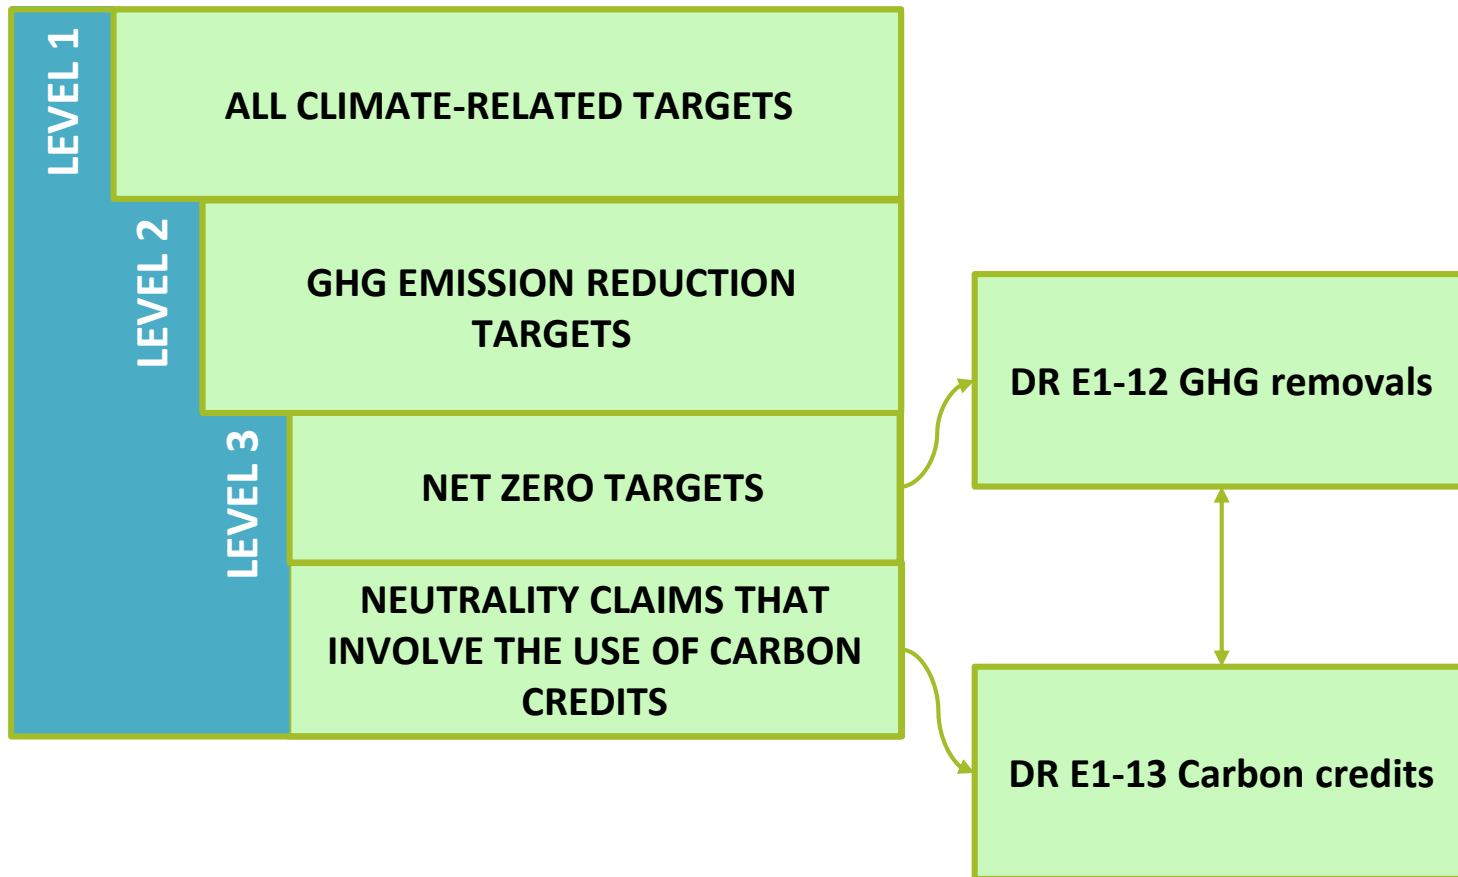 LEVEL 1
ALL CLIMATE-RELATED TARGETS
LEVEL 2
GHG EMISSION REDUCTION
TARGETS
LEVEL 3
NET ZERO TARGETS
NEUTRALITY CLAIMS THAT
INVOLVE THE USE OF CARBON
CREDITS
DR E1-12 GHG removals
DR E1-13 Carbon credits